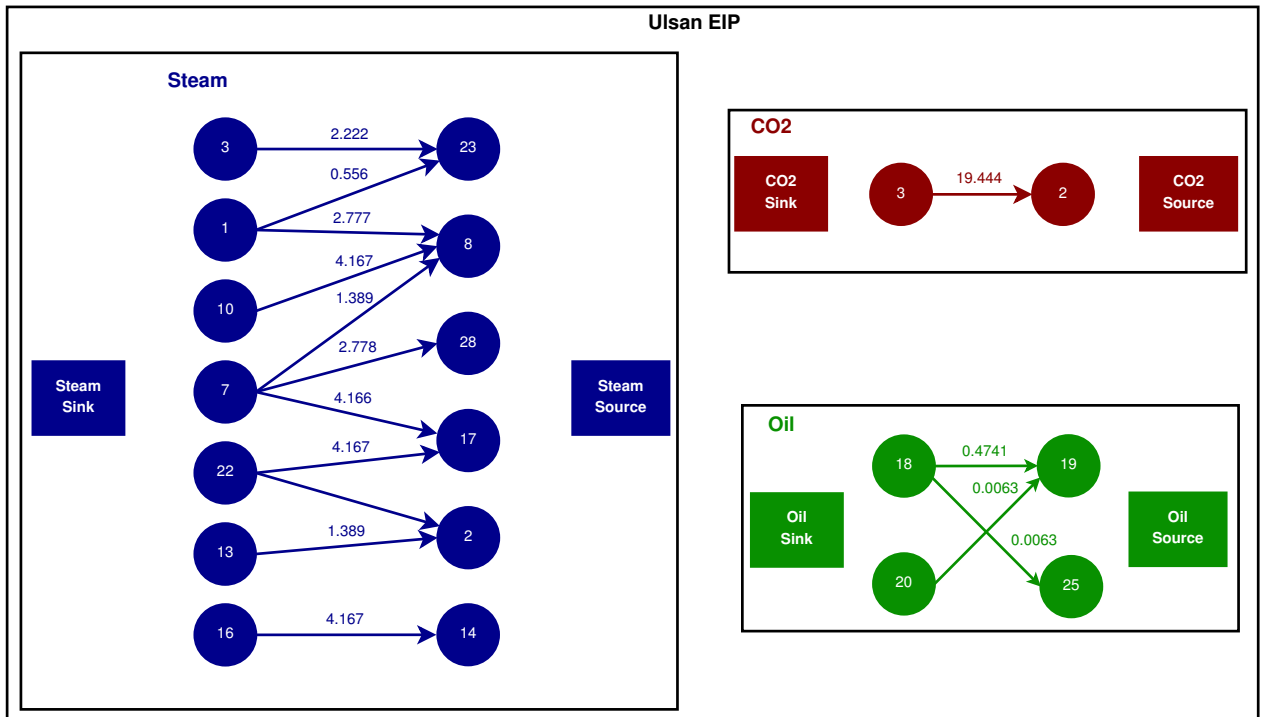 Ulsan EIP
Steam
3
2.222
23
0.556
1
2.777
8
4.167
10
1.389
2.778
28
7
4.166
Steam
Sink
Steam
Source
17
4.167
22
2
1.389
13
16
4.167
14
CO2
CO2
Sink
3
19.444
2
CO2
Source
Oil
18
0.4741
19
0.0063
Oil
Sink
Oil
Source
0.0063
20
25